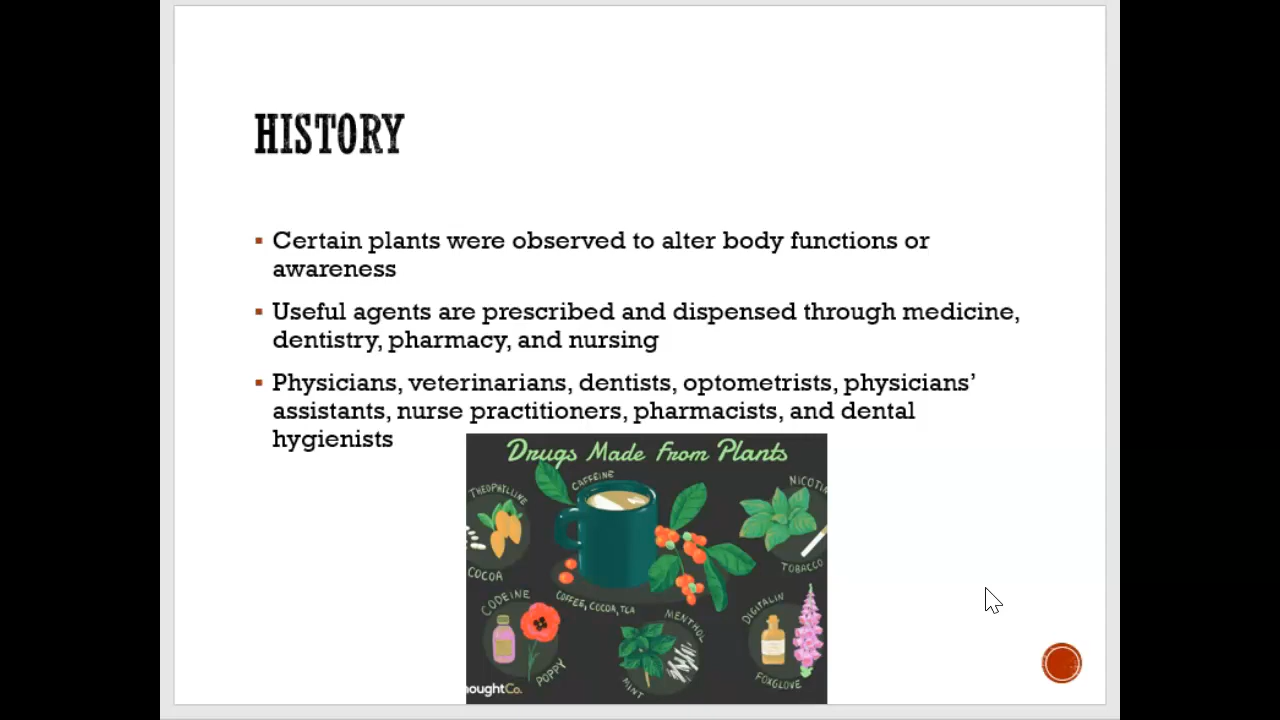 HISTORY
Certain plants were observed to alter body functions or
awareness
Useful agents are prescribed and dispensed through medicine,
dentistry, pharmacy, and nursing
Physicians, veterinarians, dentists, optometrists, physicians’
assistants, nurse practitioners, pharmacists, and dental
hygienists
Drugs Made From Plants
THEOPHYLLINE
COCOA
CAFFEINE
COFFEE, COCOA, TEA
NICOTIN
TOBACCO
CODEINE
POPPY
MENTHOL
MINT
DIGITALIN
FOXGLOVE
oughtCo.